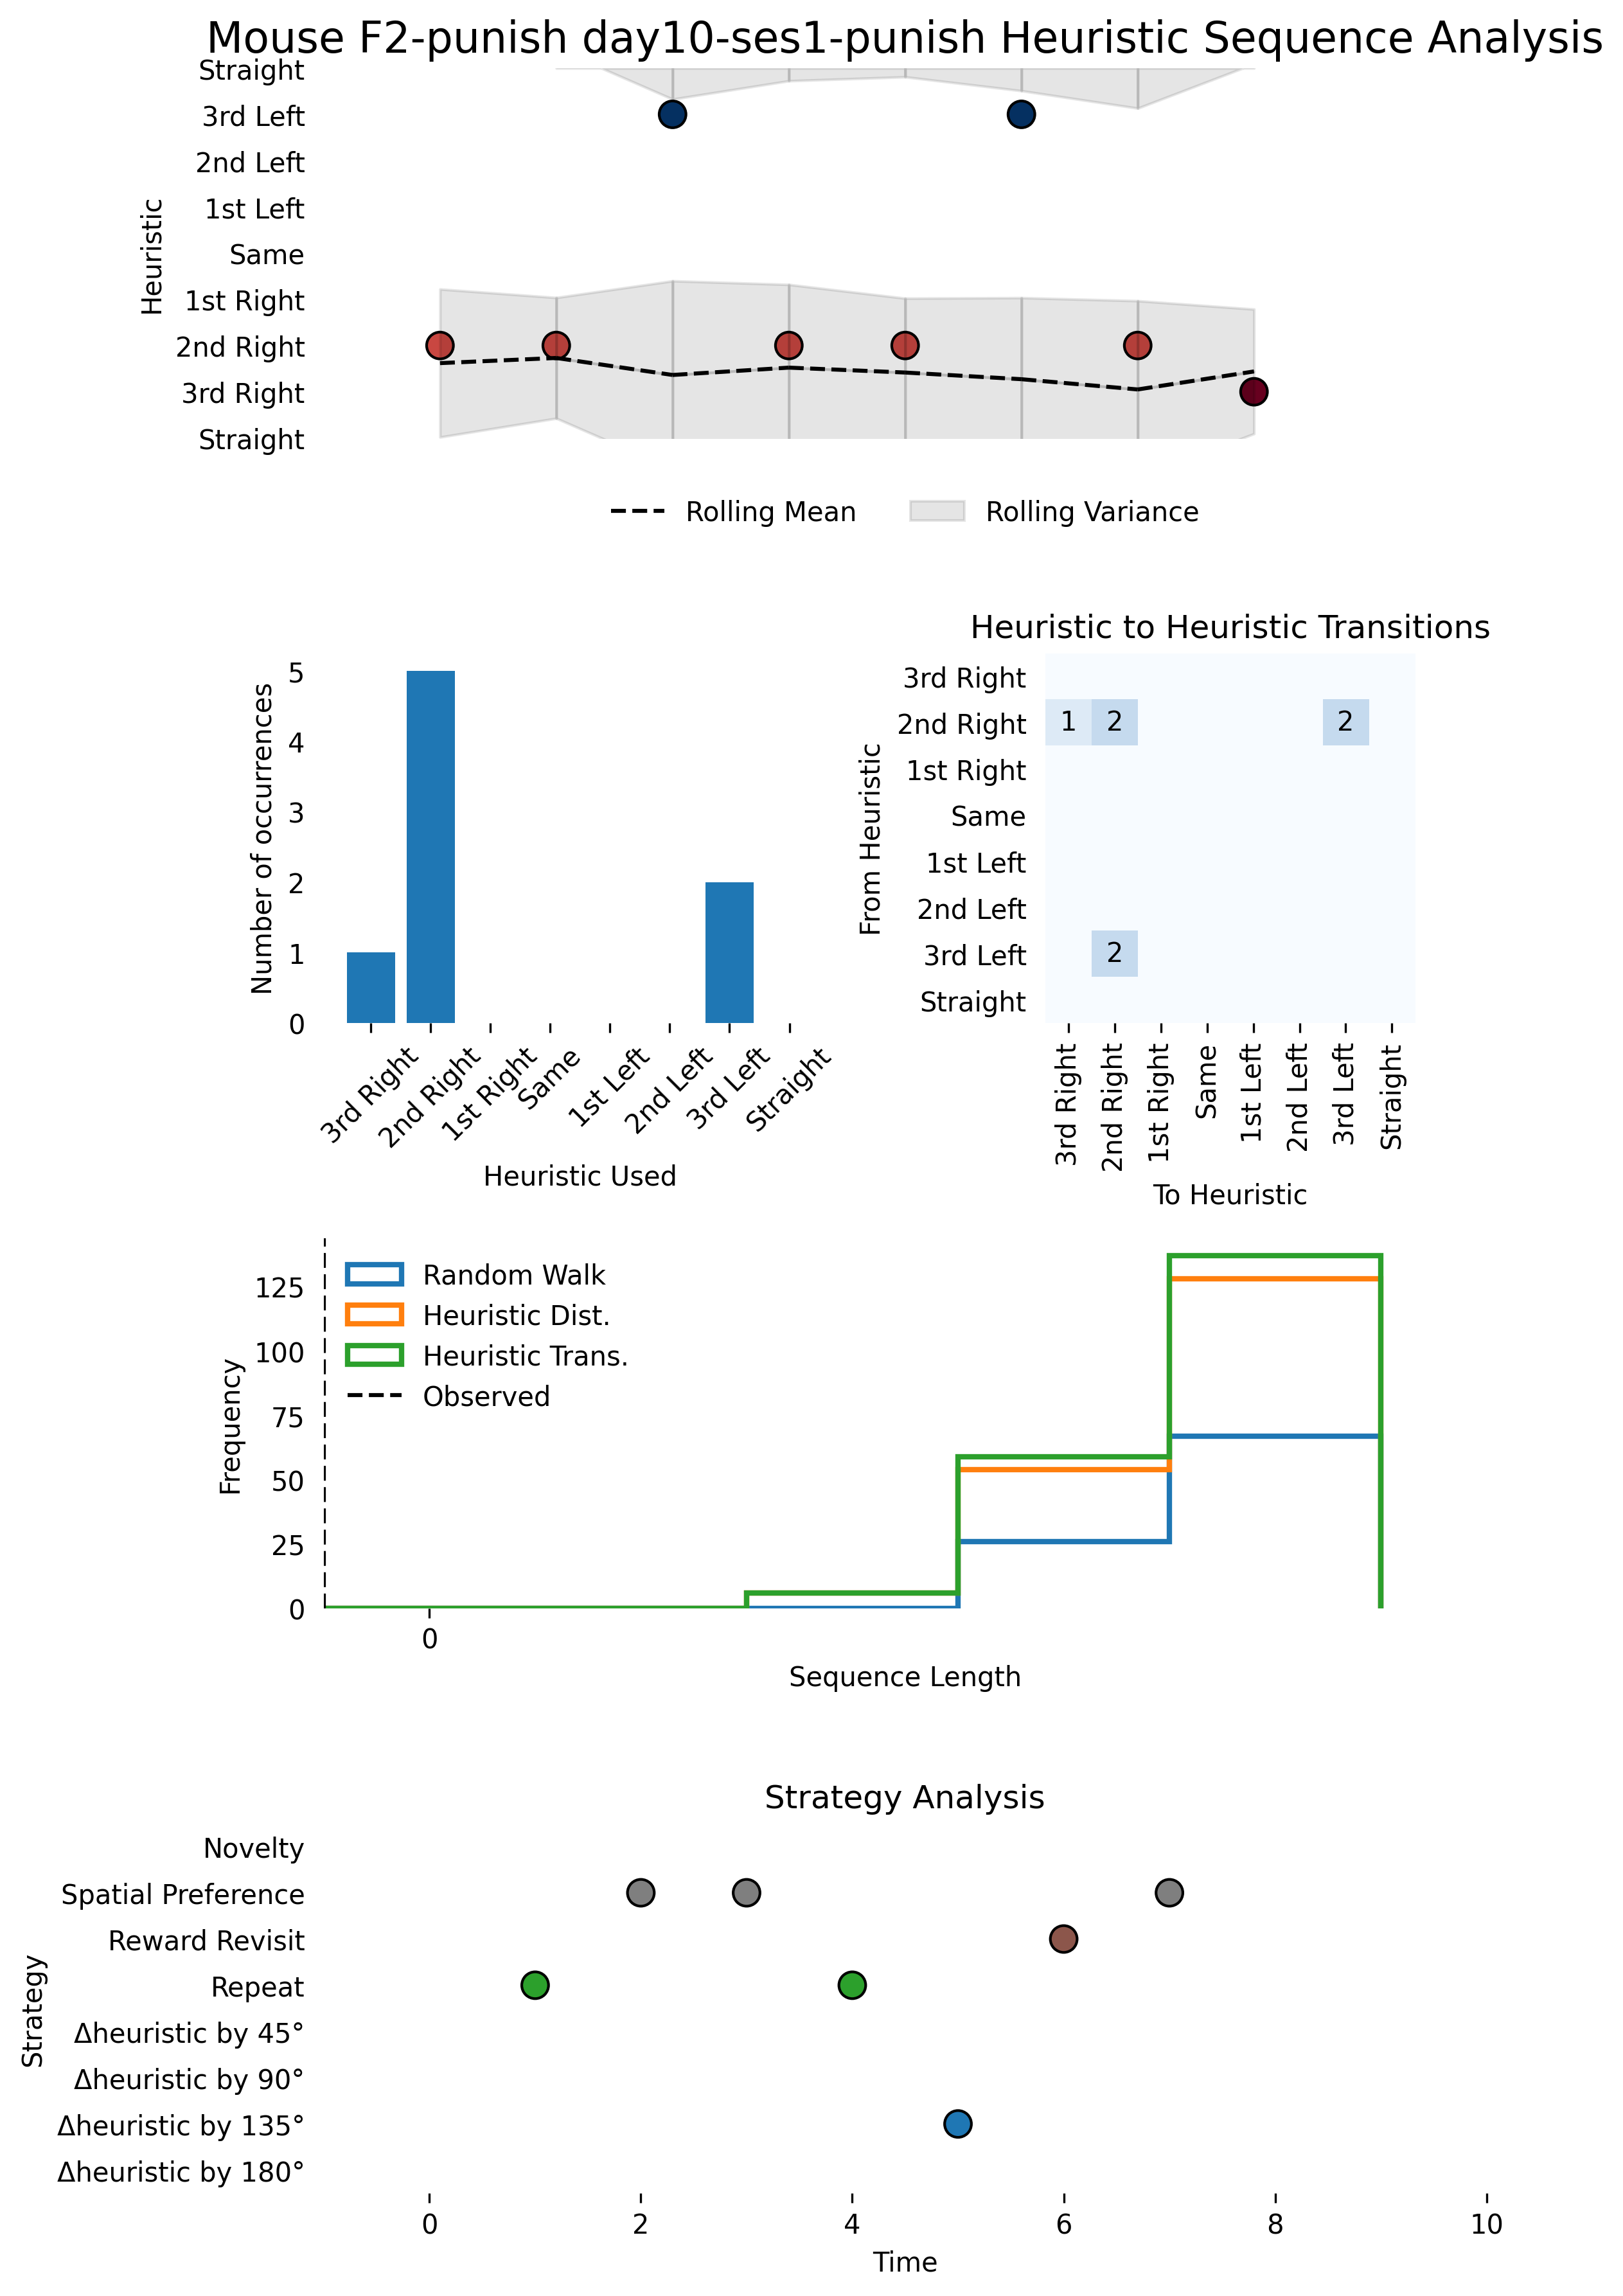 Mouse F2-punish day10-ses1-punish Heuristic Sequence Analysis
Heuristic
Straight
3rd Left
2nd Left
1st Left
Same
1st Right
2nd Right
3rd Right
Straight
Rolling Mean
Rolling Variance
Number of occurrences
5
4
3
2
1
0
3rd Right
2nd Right
1st Right
Same
1st Left
2nd Left
3rd Left
Straight
Heuristic Used
Heuristic to Heuristic Transitions
From Heuristic
3rd Right
2nd Right
1st Right
Same
1st Left
2nd Left
3rd Left
Straight
1 2 2
2
3rd Right
2nd Right
1st Right
Same
1st Left
2nd Left
3rd Left
Straight
To Heuristic
Frequency
125
100
75
50
25
0
Random Walk
Heuristic Dist.
Heuristic Trans.
Observed
0
Sequence Length
Strategy Analysis
Strategy
Novelty
Spatial Preference
Reward Revisit
Repeat
Δheuristic by 45°
Δheuristic by 90°
Δheuristic by 135°
Δheuristic by 180°
0 2 4 6 8 10
Time